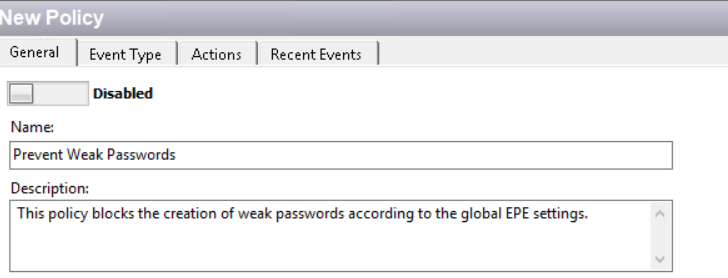 New Policy
General Event Type Actions Recent Events
Disabled
Name:
Prevent Weak Passwords
Description:
This policy blocks the creation of weak passwords according to the global EPE settings.